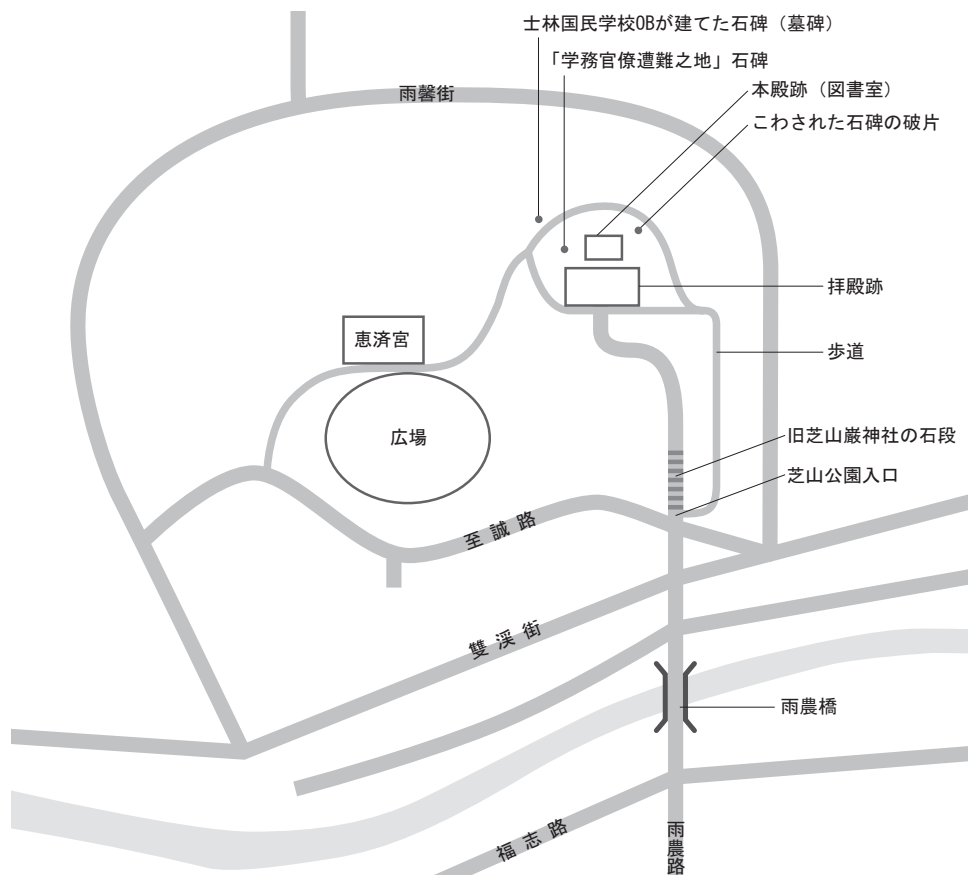 士林国民学校OBが建てた石碑（墓碑）
「学務官僚遭難之地」石碑
本殿跡（図書室）
雨馨街
こわされた石碑の破片
拝殿跡
恵済宮
歩道
広場
旧芝山巌神社の石段
芝山公園入口
至誠路
雙渓街
雨農橋
福志路
雨農路